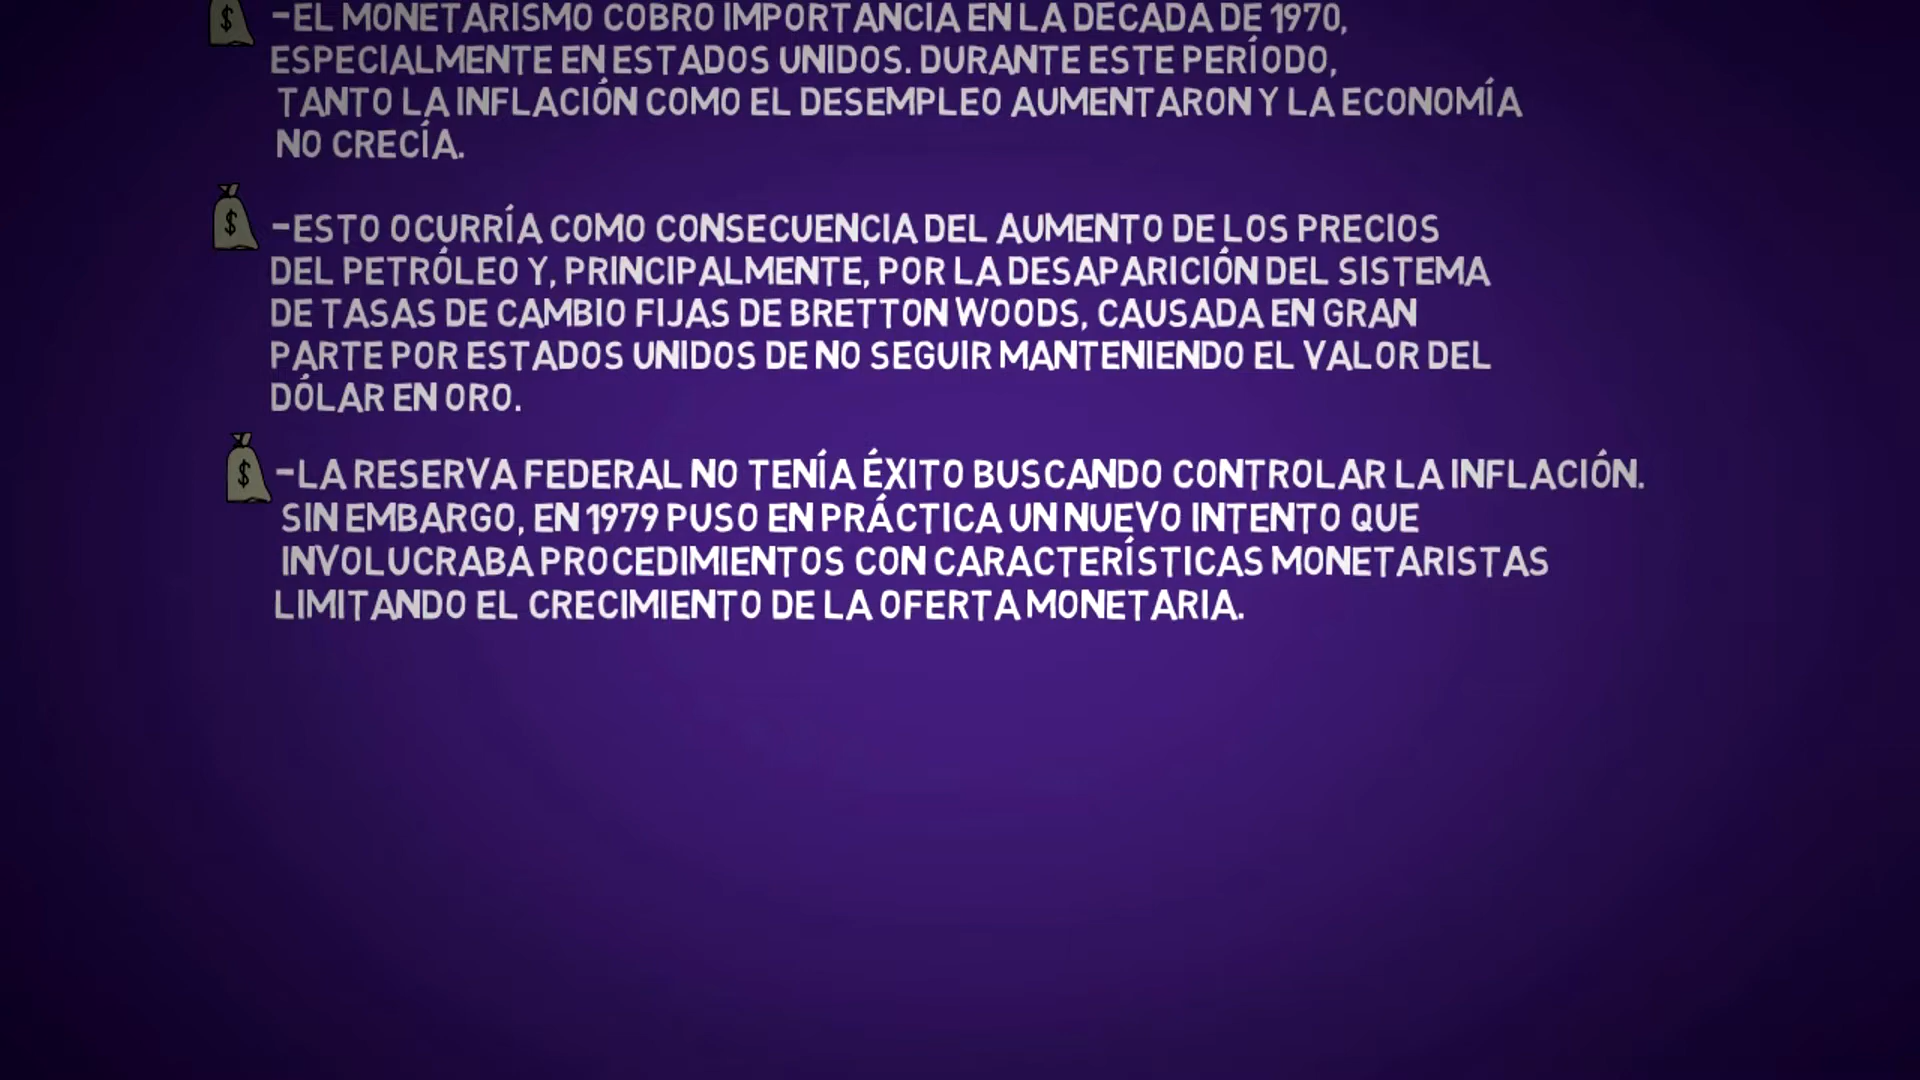 -EL MONETARISMO COBRO IMPORTANCIA EN LA DECADA DE 1970,
ESPECIALMENTE EN ESTADOS UNIDOS. DURANTE ESTE PERÍODO,
TANTO LA INFLACIÓN COMO EL DESEMPLEO AUMENTARON Y LA ECONOMÍA
NO CRECÍA.
$
-ESTO OCURRÍA COMO CONSECUENCIA DEL AUMENTO DE LOS PRECIOS
DEL PETRÓLEO Y, PRINCIPALMENTE, POR LA DESAPARICIÓN DEL SISTEMA
DE TASAS DE CAMBIO FIJAS DE BRETTON WOODS, CAUSADA EN GRAN
PARTE POR ESTADOS UNIDOS DE NO SEGUIR MANTENIENDO EL VALOR DEL
DÓLAR EN ORO.
$
-LA RESERVA FEDERAL NO TENÍA ÉXITO BUSCANDO CONTROLAR LA INFLACIÓN.
SIN EMBARGO, EN 1979 PUSO EN PRÁCTICA UN NUEVO INTENTO QUE
INVOLUCRABA PROCEDIMIENTOS CON CARACTERÍSTICAS MONETARISTAS
LIMITANDO EL CRECIMIENTO DE LA OFERTA MONETARIA.
$